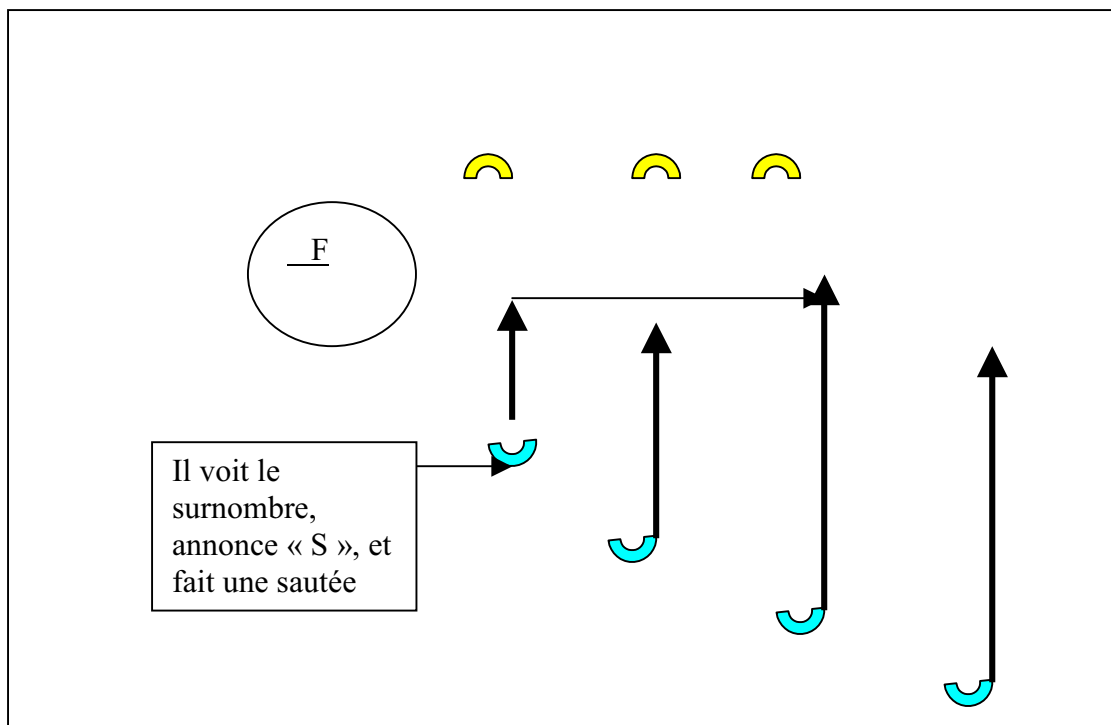 F
Il voit le
surnombre,
annonce « S », et
fait une sautée